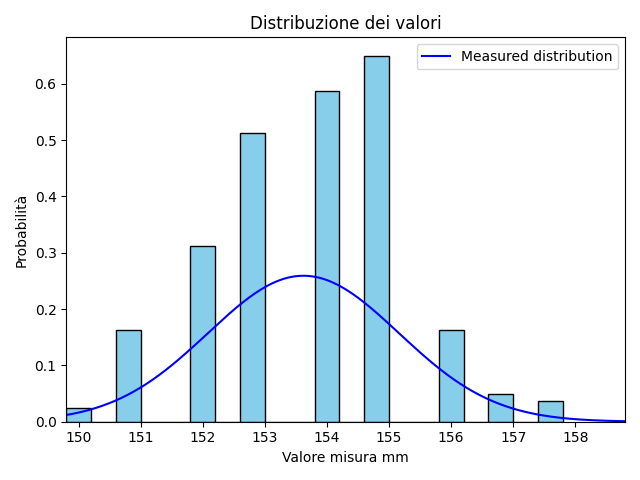 Distribuzione dei valori
Measured distribution
Probabilità
0.6
0.5
0.4
0.3
0.2
0.1
0.0
150 151 152 153 154 155 156 157 158
Valore misura mm